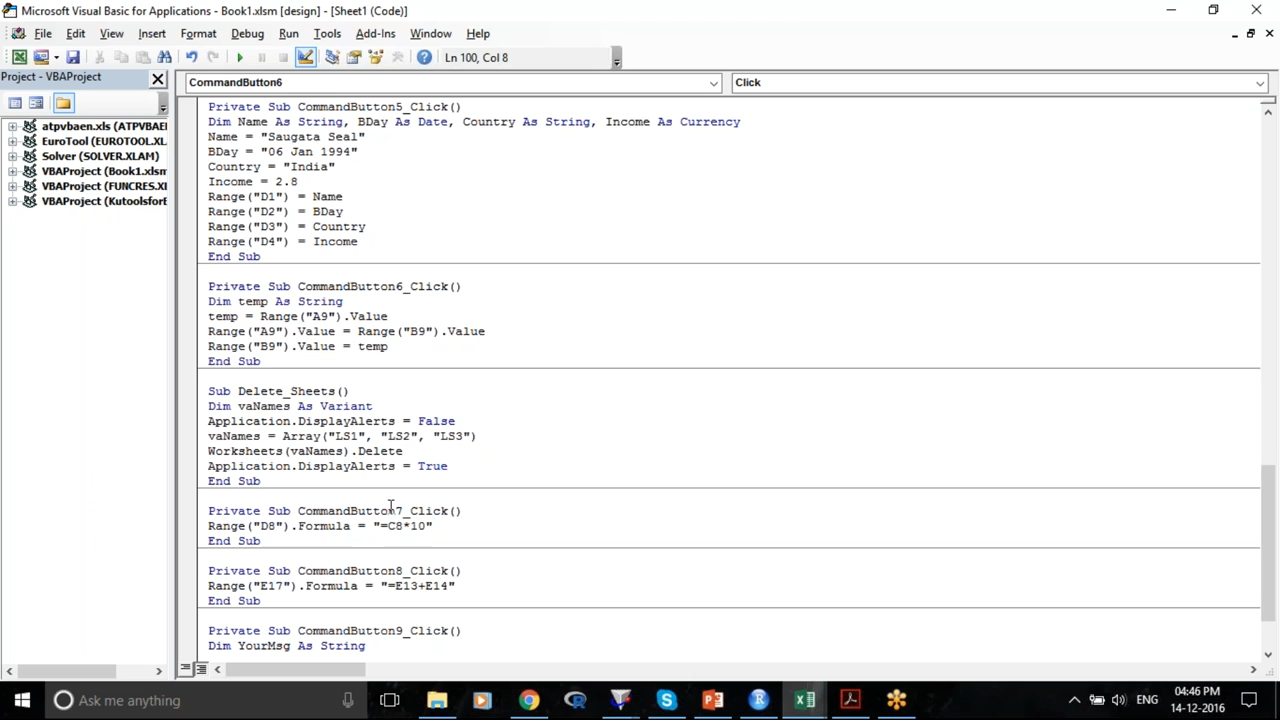 Microsoft Visual Basic for Applications - Book1.xlsm [design] - [Sheet1 (Code)]
File Edit View Insert Format Debug Run Tools Add-Ins Window Help
Ln 100, Col 8
Project - VBAProject
CommandButton6 Click
atpvbaen.xls (ATPVBAEI
EuroTool (EUROTOOL.XL
Solver (SOLVER.XLAM)
VBAProject (Book1.xlsm
VBAProject (FUNCRES.XI
VBAProject (KutoolsforE
Private Sub CommandButton5_Click()
Dim Name As String, BDay As Date, Country As String, Income As Currency
Name = "Saugata Seal"
BDay = "06 Jan 1994"
Country = "India"
Income = 2.8
Range("D1") = Name
Range("D2") = BDay
Range("D3") = Country
Range("D4") = Income
End Sub
Private Sub CommandButton6_Click()
Dim temp As String
temp = Range("A9").Value
Range("A9").Value = Range("B9").Value
Range("B9").Value = temp
End Sub
Sub Delete_Sheets()
Dim vaNames As Variant
Application.DisplayAlerts = False
vaNames = Array("LS1", "LS2", "LS3")
Worksheets(vaNames).Delete
Application.DisplayAlerts = True
End Sub
Private Sub CommandButton7_Click()
Range("D8").Formula = "=C8*10"
End Sub
Private Sub CommandButton8_Click()
Range("E17").Formula = "=E13+E14"
End Sub
Private Sub CommandButton9_Click()
Dim YourMsg As String
Ask me anything
ENG
04:46 PM
14-12-2016